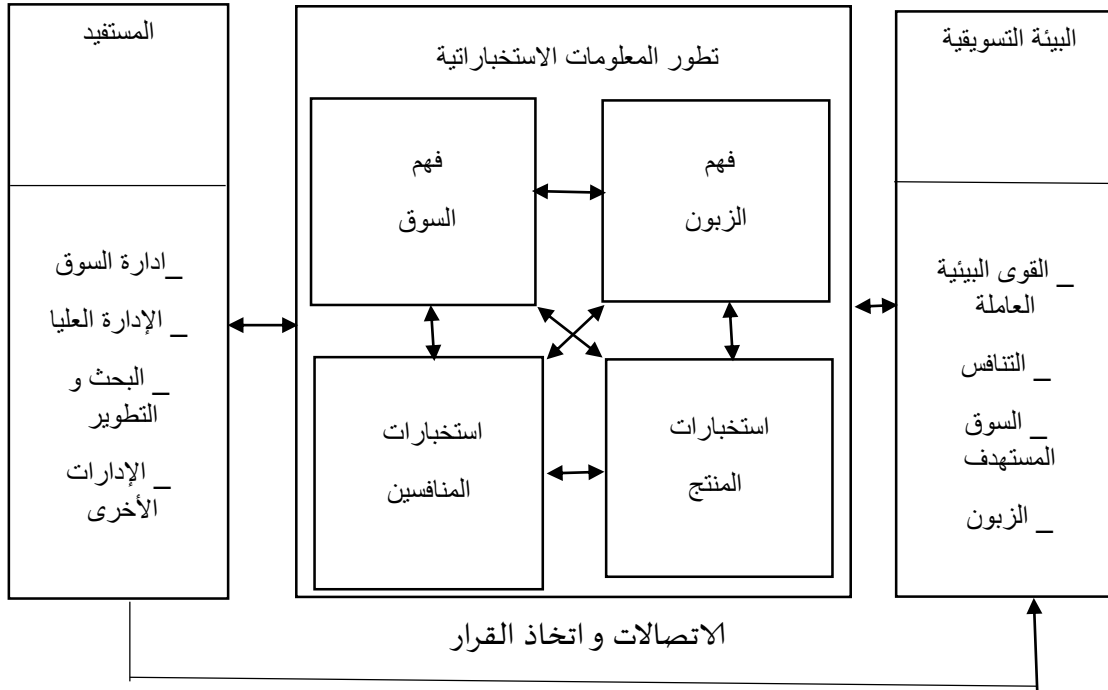 البيئة التسويقية
_ القوى البيئية
العاملة
_ التنافس
_ السوق
المستهدف
_ الزبون
تطور المعلومات الاستخباراتية
فهم
الزبون
فهم
السوق
استخبارات
المنتج
استخبارات
المنافسين
المستفيد
_ادارة السوق
_ الإدارة العليا
_ البحث و
التطوير
_ الإدارات
الأخرى
الاتصالات و اتخاذ القرار